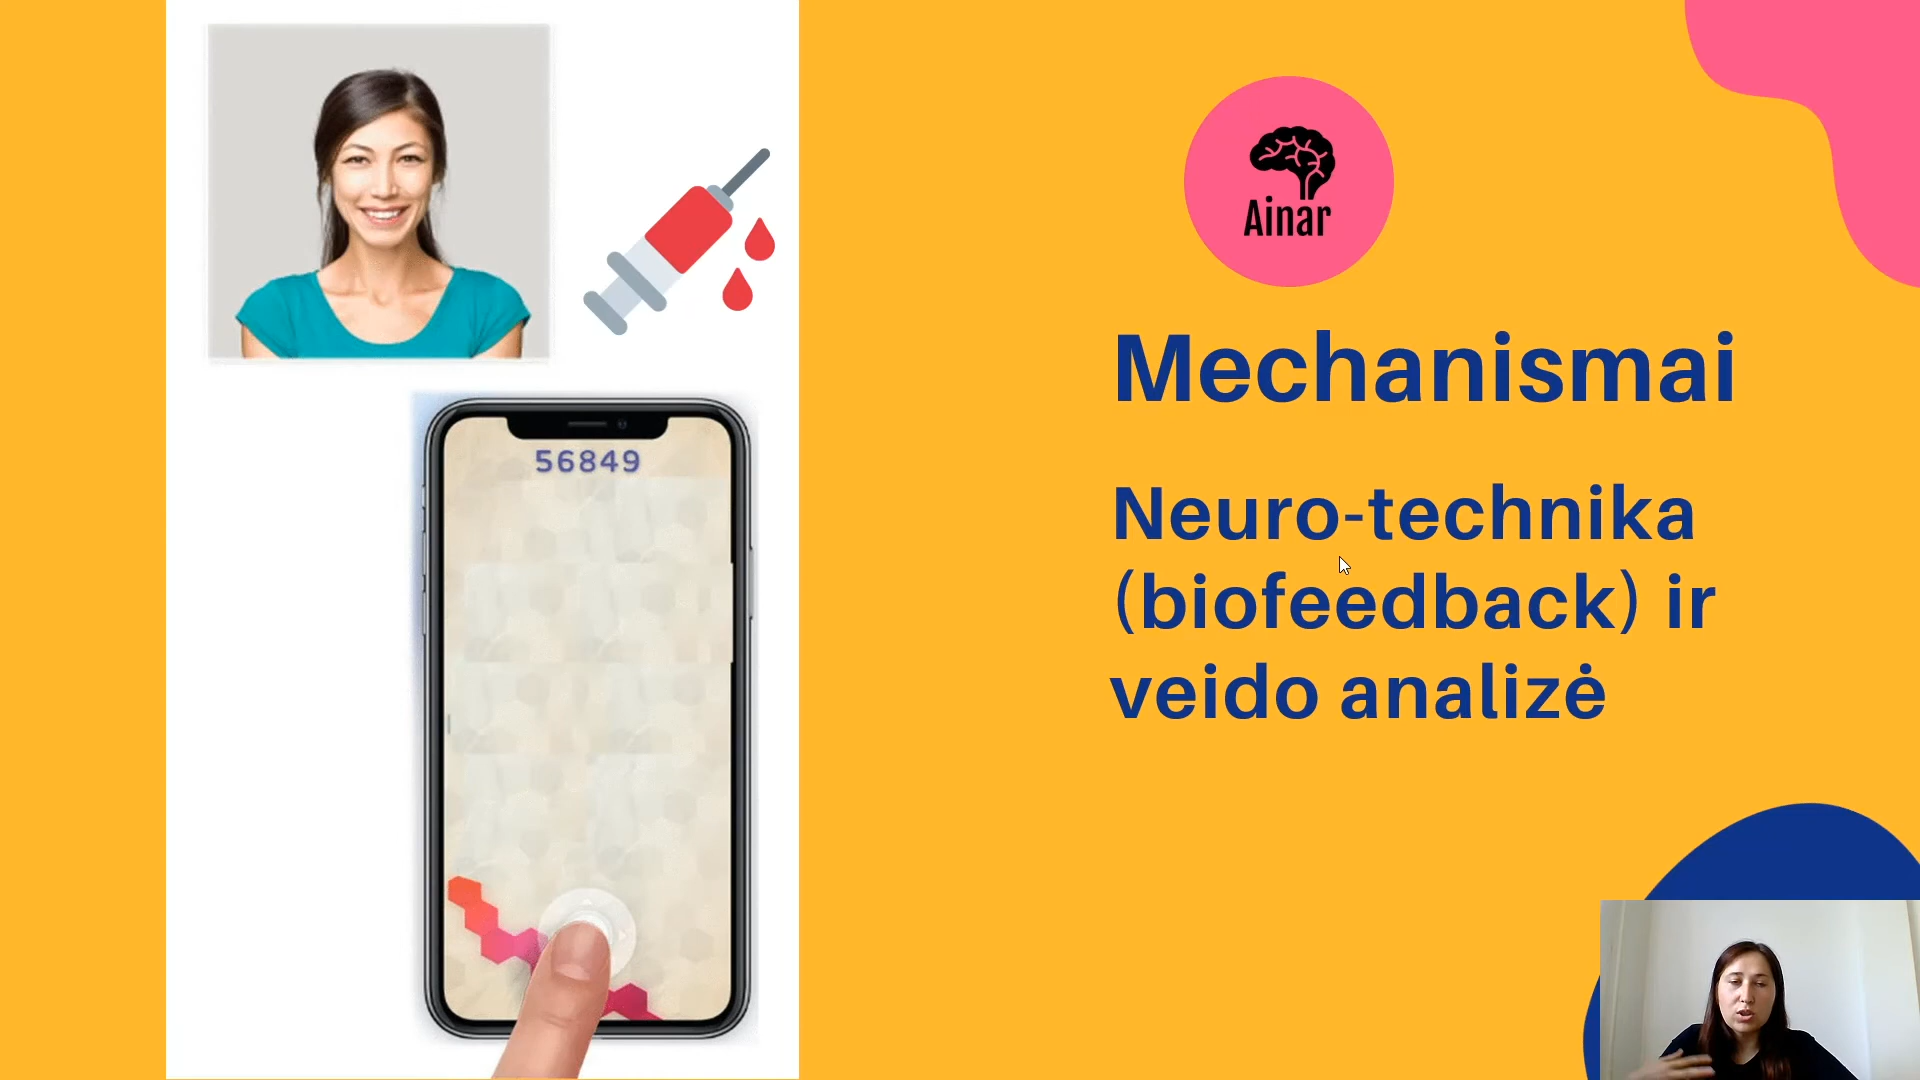 56849
Ainar
Mechanismai
Neuro-technika
(biofeedback) ir
veido analizė